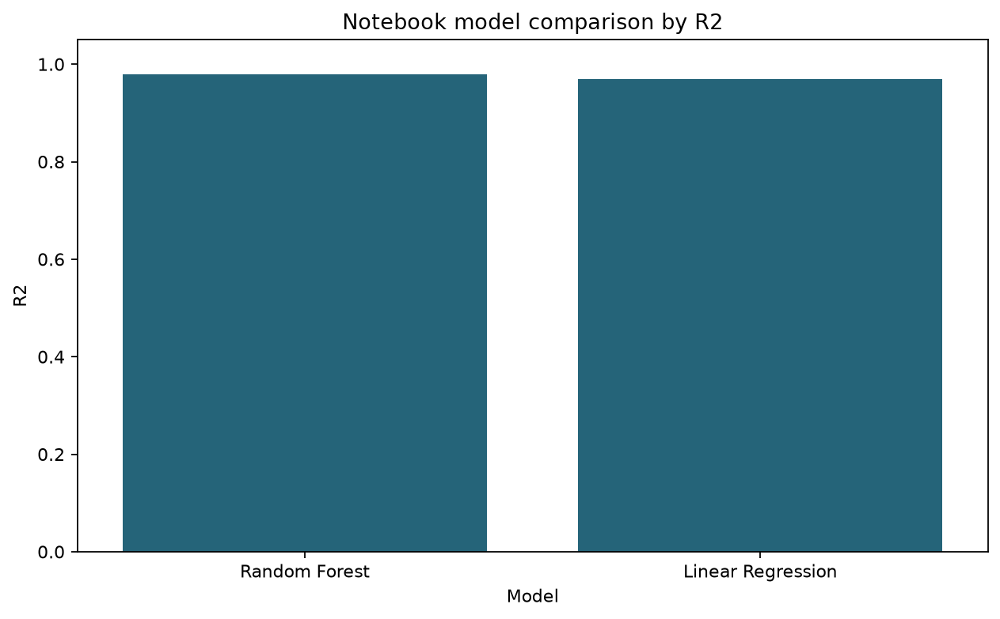 Notebook model comparison by R2
1.0
0.8
0.6
0.4
0.2
0.0
R2
Random Forest
Linear Regression
Model